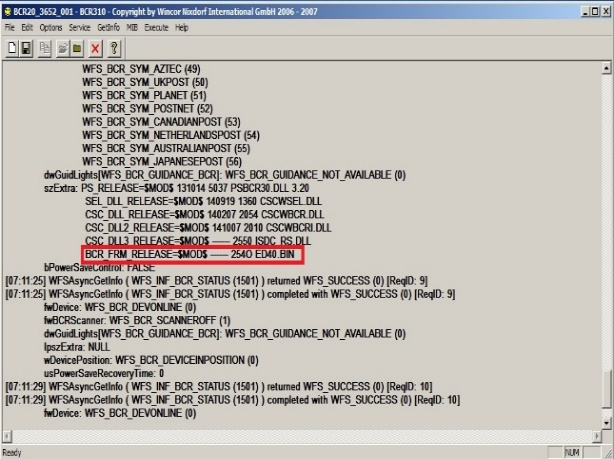 BCR20_3652_001 - BCR310 - Copyright by Wincor Nixdorf International GmbH 2006 - 2007
File Edit Options Service GetInfo MIB Execute Help
WFS_BCR_SYM_AZTEC (49)
WFS_BCR_SYM_UKPOST (50)
WFS_BCR_SYM_PLANET (51)
WFS_BCR_SYM_POSTNET (52)
WFS_BCR_SYM_CANADIANPOST (53)
WFS_BCR_SYM_NETHERLANDSPOST (54)
WFS_BCR_SYM_AUSTRALIANPOST (55)
WFS_BCR_SYM_JAPANESEPOST (56)
dwGuidLights[WFS_BCR_GUIDANCE_BCR]: WFS_BCR_GUIDANCE_NOT_AVAILABLE (0)
szExtra: PS_RELEASE=$MOD$ 131014 5037 PSBCR30.DLL 3.20
SEL_DLL_RELEASE=$MOD$ 140919 1360 CSCWSEL.DLL
CSC_DLL_RELEASE=$MOD$ 140207 2054 CSCWBCR.DLL
CSC_DLL2_RELEASE=$MOD$ 141007 2010 CSCWBCRI.DLL
CSC_DLL3_RELEASE=$MOD$ ------ 2550 ISDC_RS.DLL
BCR_FRM_RELEASE=$MOD$ ------ 254O ED40.BIN
bPowerSaveControl: FALSE
[07:11:25] WFSAsyncGetInfo ( WFS_INF_BCR_STATUS (1501) ) returned WFS_SUCCESS (0) [ReqID: 9]
[07:11:25] WFSAsyncGetInfo ( WFS_INF_BCR_STATUS (1501) ) completed with WFS_SUCCESS (0) [ReqID: 9]
fwDevice: WFS_BCR_DEVONLINE (0)
fwBCRScanner: WFS_BCR_SCANNEROFF (1)
dwGuidLights[WFS_BCR_GUIDANCE_BCR]: WFS_BCR_GUIDANCE_NOT_AVAILABLE (0)
lpszExtra: NULL
wDevicePosition: WFS_BCR_DEVICEINPOSITION (0)
usPowerSaveRecoveryTime: 0
[07:11:29] WFSAsyncGetInfo ( WFS_INF_BCR_STATUS (1501) ) returned WFS_SUCCESS (0) [ReqID: 10]
[07:11:29] WFSAsyncGetInfo ( WFS_INF_BCR_STATUS (1501) ) completed with WFS_SUCCESS (0) [ReqID: 10]
fwDevice: WFS_BCR_DEVONLINE (0)
Ready
NUM